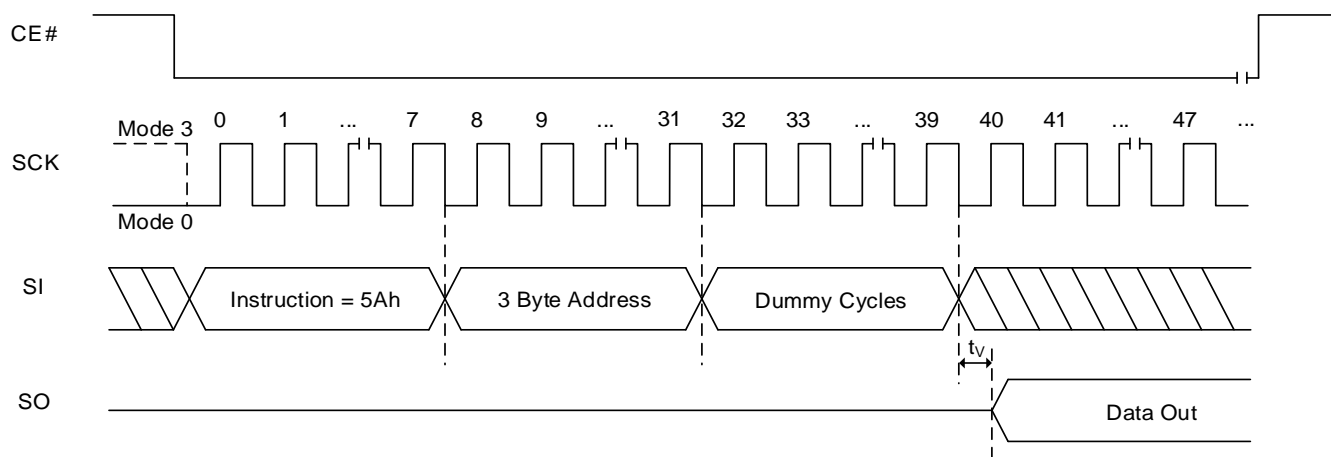 CE#
Mode 3
0 1 ... 7 8 9 ... 31 32 33 ... 39 40 41 ... 47 ...
SCK
Mode 0
SI
Instruction = 5Ah
3 Byte Address
Dummy Cycles
tV
SO
Data Out